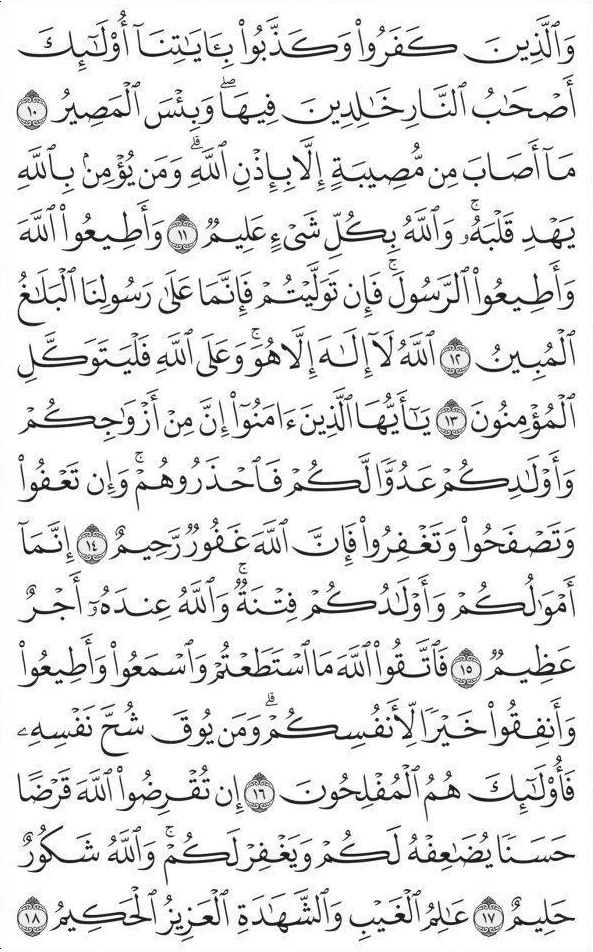 وَٱلَّذِينَ كَفَرُوا۟ وَكَذَّبُوا۟ بِـَٔايَـٰتِنَآ أُو۟لَـٰٓئِكَ
أَصْحَـٰبُ ٱلنَّارِ خَـٰلِدِينَ فِيهَا ۖ وَبِئْسَ ٱلْمَصِيرُ ١٠
مَآ أَصَابَ مِن مُّصِيبَةٍ إِلَّا بِإِذْنِ ٱللَّهِ ۗ وَمَن يُؤْمِنۢ بِٱللَّهِ
يَهْدِ قَلْبَهُۥ ۚ وَٱللَّهُ بِكُلِّ شَىْءٍ عَلِيمٌ ١١ وَأَطِيعُوا۟ ٱللَّهَ
وَأَطِيعُوا۟ ٱلرَّسُولَ ۚ فَإِن تَوَلَّيْتُمْ فَإِنَّمَا عَلَىٰ رَسُولِنَا ٱلْبَلَـٰغُ
ٱلْمُبِينُ ١٢ ٱللَّهُ لَآ إِلَـٰهَ إِلَّا هُوَ ۚ وَعَلَى ٱللَّهِ فَلْيَتَوَكَّلِ
ٱلْمُؤْمِنُونَ ١٣ يَـٰٓأَيُّهَا ٱلَّذِينَ ءَامَنُوٓا۟ إِنَّ مِنْ أَزْوَٰجِكُمْ
وَأَوْلَـٰدِكُمْ عَدُوًّا لَّكُمْ فَٱحْذَرُوهُمْ ۚ وَإِن تَعْفُوا۟
وَتَصْفَحُوا۟ وَتَغْفِرُوا۟ فَإِنَّ ٱللَّهَ غَفُورٌ رَّحِيمٌ ١٤ إِنَّمَآ
أَمْوَٰلُكُمْ وَأَوْلَـٰدُكُمْ فِتْنَةٌ ۚ وَٱللَّهُ عِندَهُۥٓ أَجْرٌ
عَظِيمٌ ١٥ فَٱتَّقُوا۟ ٱللَّهَ مَا ٱسْتَطَعْتُمْ وَٱسْمَعُوا۟ وَأَطِيعُوا۟
وَأَنفِقُوا۟ خَيْرًا لِّأَنفُسِكُمْ ۗ وَمَن يُوقَ شُحَّ نَفْسِهِۦ
فَأُو۟لَـٰٓئِكَ هُمُ ٱلْمُفْلِحُونَ ١٦ إِن تُقْرِضُوا۟ ٱللَّهَ قَرْضًا
حَسَنًا يُضَـٰعِفْهُ لَكُمْ وَيَغْفِرْ لَكُمْ ۚ وَٱللَّهُ شَكُورٌ
حَلِيمٌ ١٧ عَـٰلِمُ ٱلْغَيْبِ وَٱلشَّهَـٰدَةِ ٱلْعَزِيزُ ٱلْحَكِيمُ ١٨